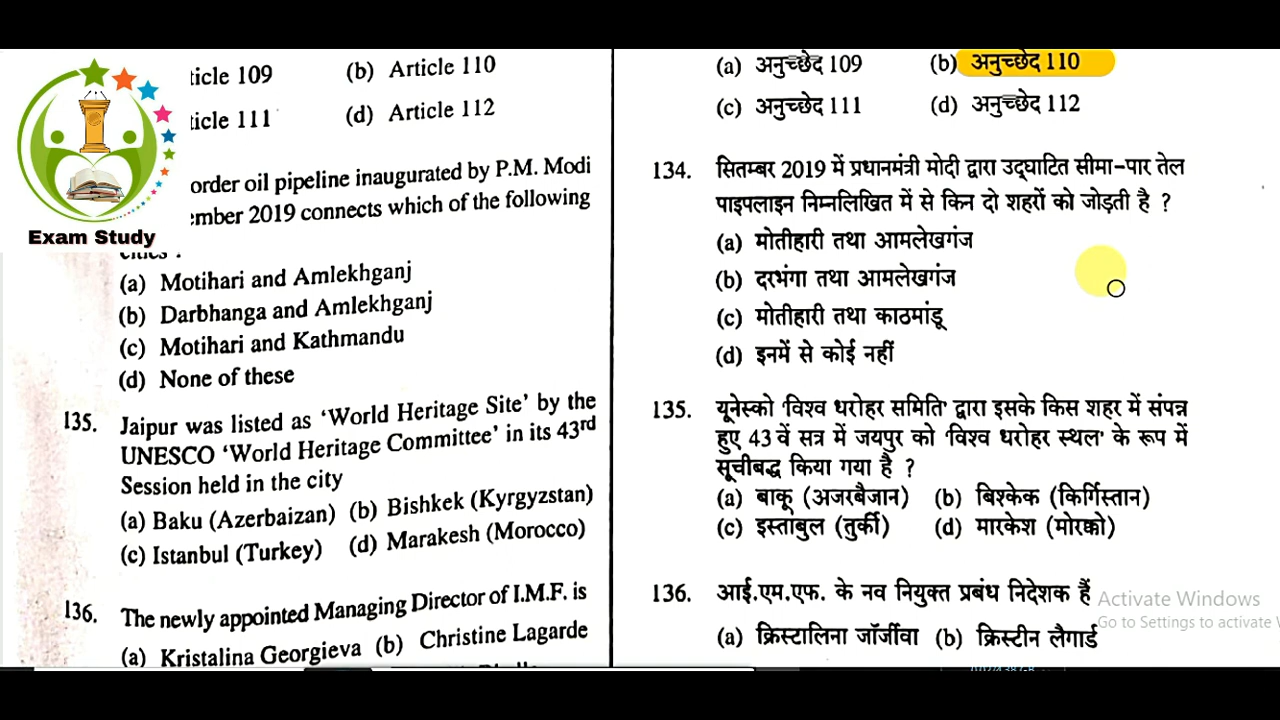 ticle 109 (b) Article 110
ticle 111 (d) Article 112
Exam Study
order oil pipeline inaugurated by P.M. Modi
ember 2019 connects which of the following
cities :
(a) Motihari and Amlekhganj
(b) Darbhanga and Amlekhganj
(c) Motihari and Kathmandu
(d) None of these
135. Jaipur was listed as ‘World Heritage Site’ by the
UNESCO ‘World Heritage Committee’ in its 43rd
Session held in the city
(a) Baku (Azerbaizan) (b) Bishkek (Kyrgyzstan)
(c) Istanbul (Turkey) (d) Marakesh (Morocco)
136. The newly appointed Managing Director of I.M.F. is
(a) Kristalina Georgieva (b) Christine Lagarde
(a) अनुच्छेद 109 (b) अनुच्छेद 110
(c) अनुच्छेद 111 (d) अनुच्छेद 112
134. सितम्बर 2019 में प्रधानमंत्री मोदी द्वारा उद्घाटित सीमा-पार तेल
पाइपलाइन निम्नलिखित में से किन दो शहरों को जोड़ती है ?
(a) मोतीहारी तथा आमलेखगंज
(b) दरभंगा तथा आमलेखगंज
(c) मोतीहारी तथा काठमांडू
(d) इनमें से कोई नहीं
135. यूनेस्को ‘विश्व धरोहर समिति’ द्वारा इसके किस शहर में संपन्न
हुए 43 वें सत्र में जयपुर को ‘विश्व धरोहर स्थल’ के रूप में
सूचीबद्ध किया गया है ?
(a) बाकू (अजरबैजान) (b) बिश्केक (किर्गिस्तान)
(c) इस्तांबुल (तुर्की) (d) मारकेश (मोरक्को)
136. आई.एम.एफ. के नव नियुक्त प्रबंध निदेशक हैं
(a) क्रिस्टालिना जॉर्जीवा (b) क्रिस्टीन लैगार्ड
Activate Windows
Go to Settings to activate